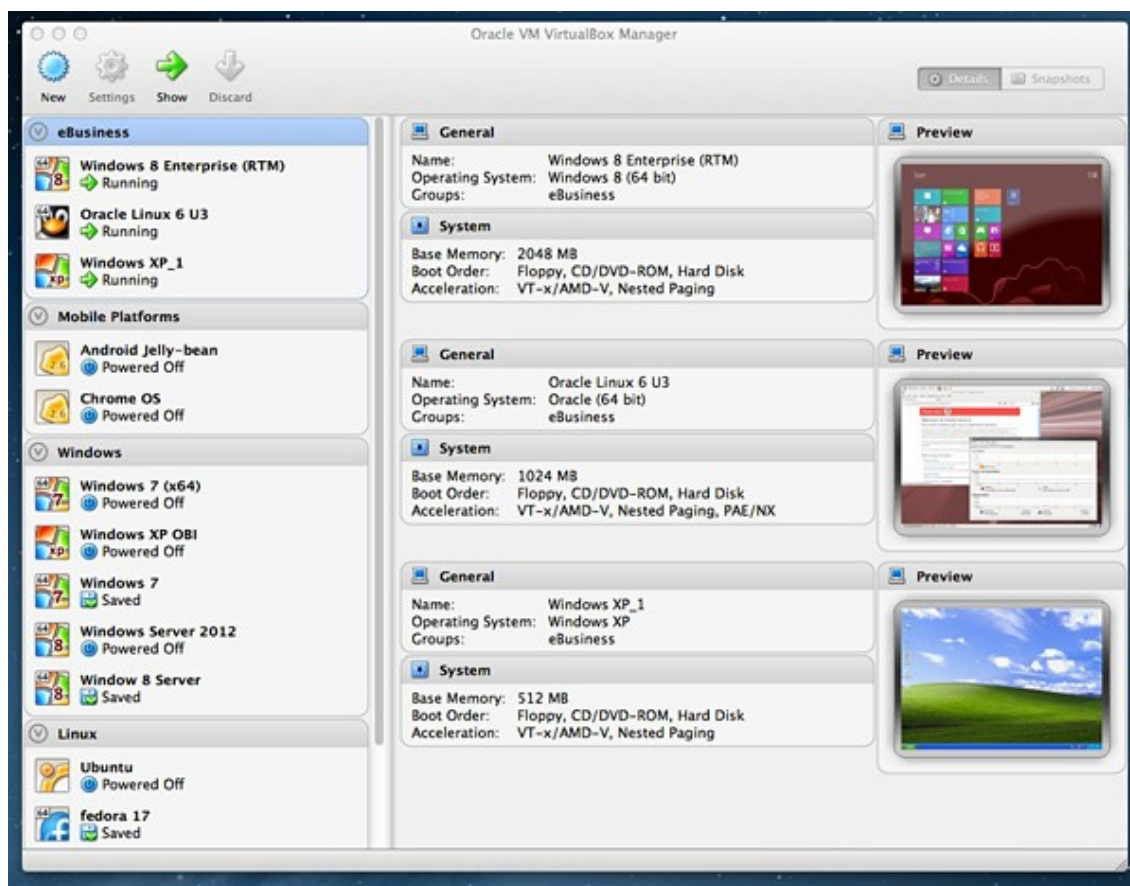 Oracle VM VirtualBox Manager
New Settings Show Discard
Details Snapshots
eBusiness
Windows 8 Enterprise (RTM)
Running
Oracle Linux 6 U3
Running
Windows XP_1
Running
Mobile Platforms
Android Jelly-bean
Powered Off
Chrome OS
Powered Off
Windows
Windows 7 (x64)
Powered Off
Windows XP OBI
Powered Off
Windows 7
Saved
Windows Server 2012
Powered Off
Window 8 Server
Saved
Linux
Ubuntu
Powered Off
fedora 17
Saved
General
Name: Windows 8 Enterprise (RTM)
Operating System: Windows 8 (64 bit)
Groups: eBusiness
System
Base Memory: 2048 MB
Boot Order: Floppy, CD/DVD-ROM, Hard Disk
Acceleration: VT-x/AMD-V, Nested Paging
Preview
General
Name: Oracle Linux 6 U3
Operating System: Oracle (64 bit)
Groups: eBusiness
System
Base Memory: 1024 MB
Boot Order: Floppy, CD/DVD-ROM, Hard Disk
Acceleration: VT-x/AMD-V, Nested Paging, PAE/NX
Preview
General
Name: Windows XP_1
Operating System: Windows XP
Groups: eBusiness
System
Base Memory: 512 MB
Boot Order: Floppy, CD/DVD-ROM, Hard Disk
Acceleration: VT-x/AMD-V, Nested Paging
Preview